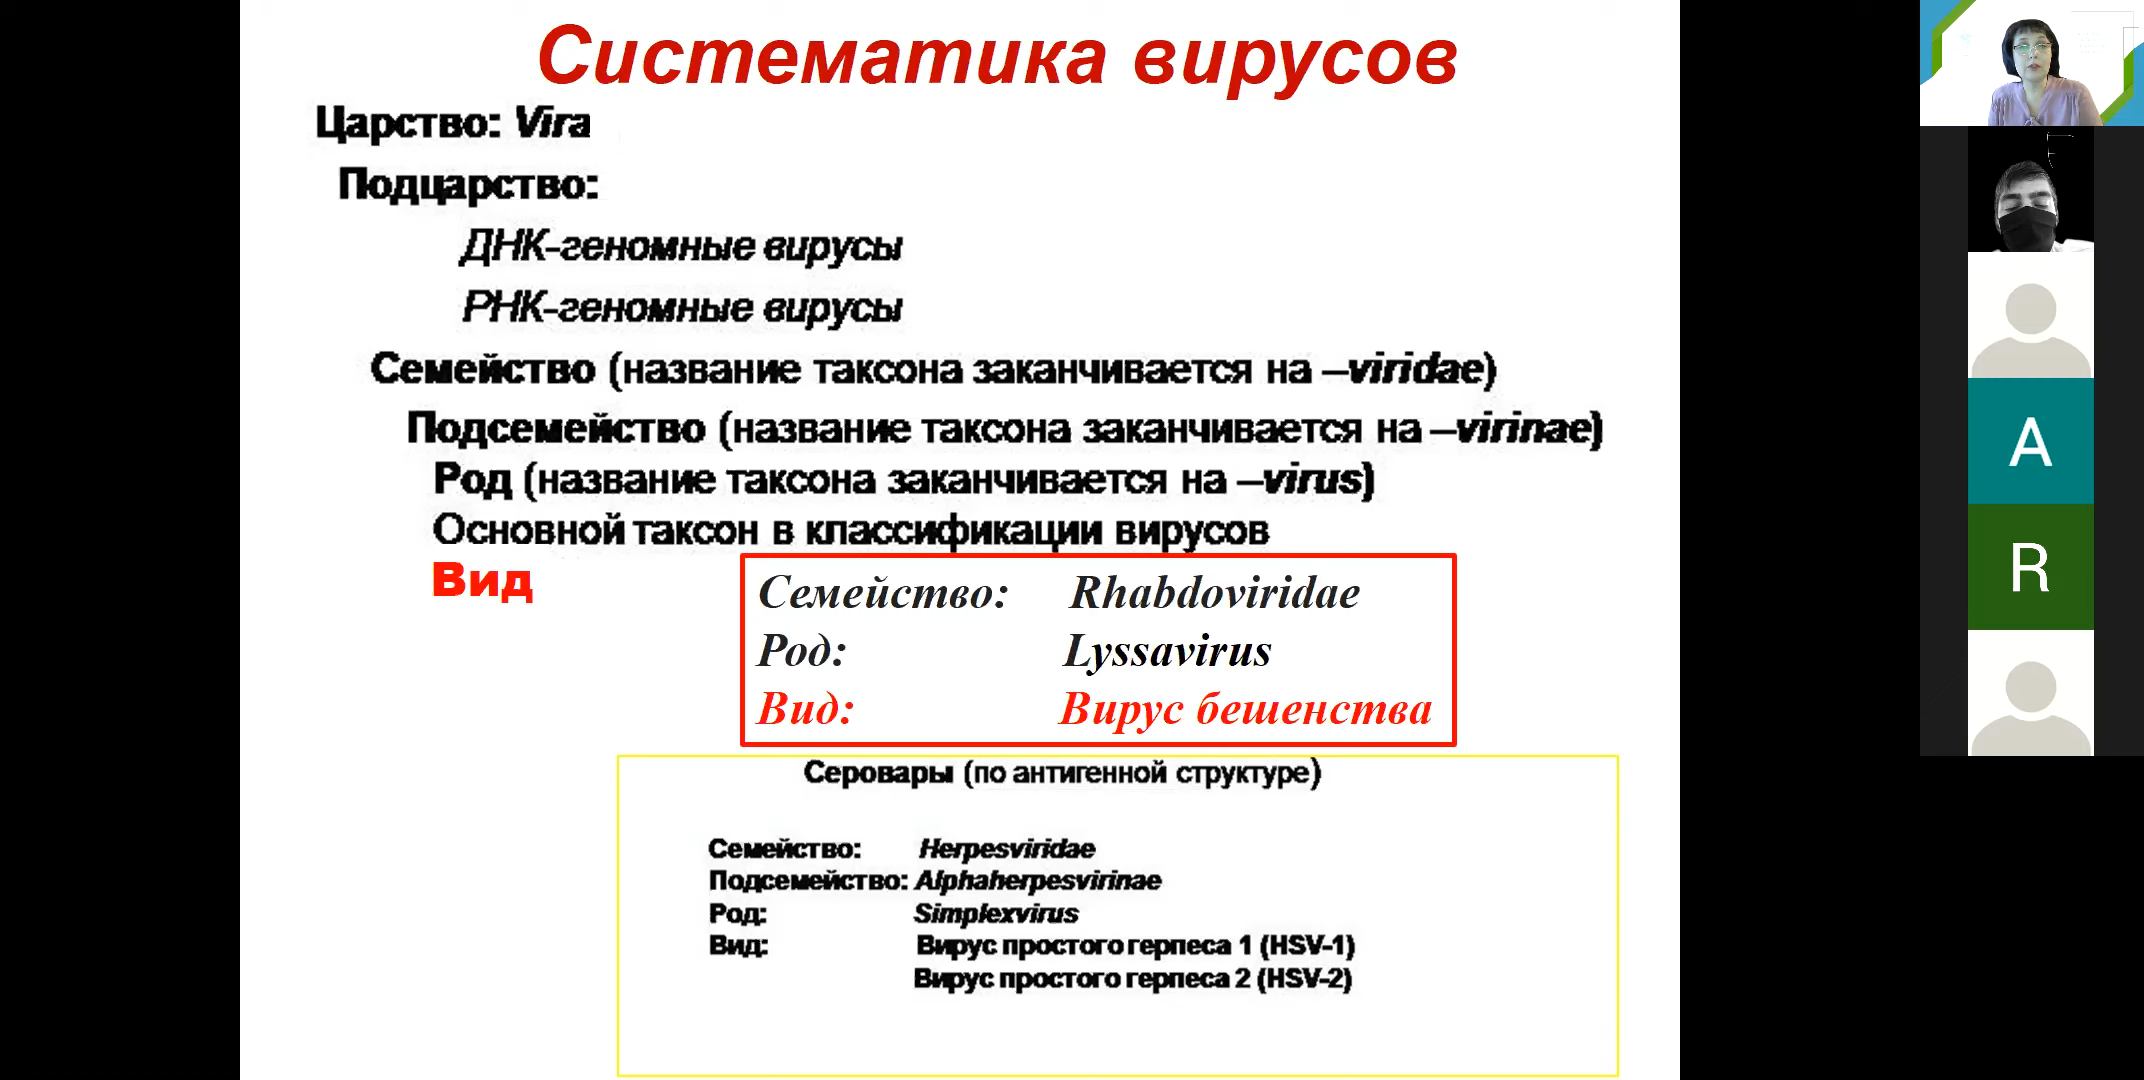 Систематика вирусов
Царство: Vira
Подцарство:
ДНК-геномные вирусы
РНК-геномные вирусы
Семейство (название таксона заканчивается на –viridae)
Подсемейство (название таксона заканчивается на –virinae)
Род (название таксона заканчивается на –virus)
Основной таксон в классификации вирусов
Вид
Семейство: Rhabdoviridae
Род: Lyssavirus
Вид: Вирус бешенства
Серовары (по антигенной структуре)
Семейство: Herpesviridae
Подсемейство: Alphaherpesvirinae
Род: Simplexvirus
Вид: Вирус простого герпеса 1 (HSV-1)
Вирус простого герпеса 2 (HSV-2)
A
R